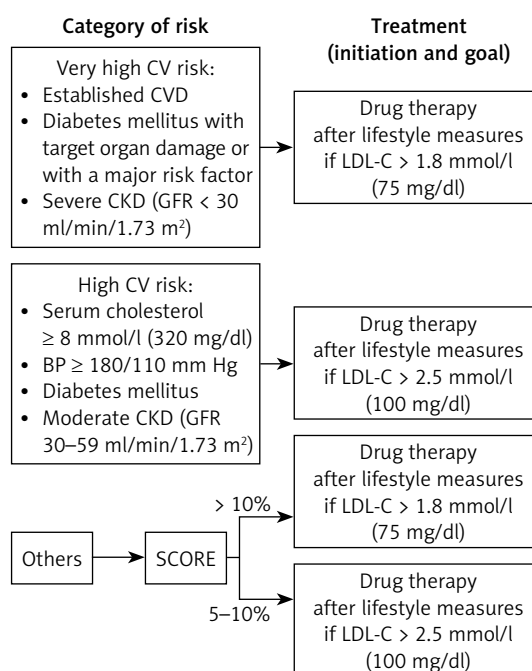 Category of risk
Treatment
(initiation and goal)
Very high CV risk:
• Established CVD
• Diabetes mellitus with
target organ damage or
with a major risk factor
• Severe CKD (GFR < 30
ml/min/1.73 m²)
Drug therapy
after lifestyle measures
if LDL-C > 1.8 mmol/l
(75 mg/dl)
High CV risk:
• Serum cholesterol
≥ 8 mmol/l (320 mg/dl)
• BP ≥ 180/110 mm Hg
• Diabetes mellitus
• Moderate CKD (GFR
30–59 ml/min/1.73 m²)
Drug therapy
after lifestyle measures
if LDL-C > 2.5 mmol/l
(100 mg/dl)
Others
SCORE
> 10%
Drug therapy
after lifestyle measures
if LDL-C > 1.8 mmol/l
(75 mg/dl)
5–10%
Drug therapy
after lifestyle measures
if LDL-C > 2.5 mmol/l
(100 mg/dl)